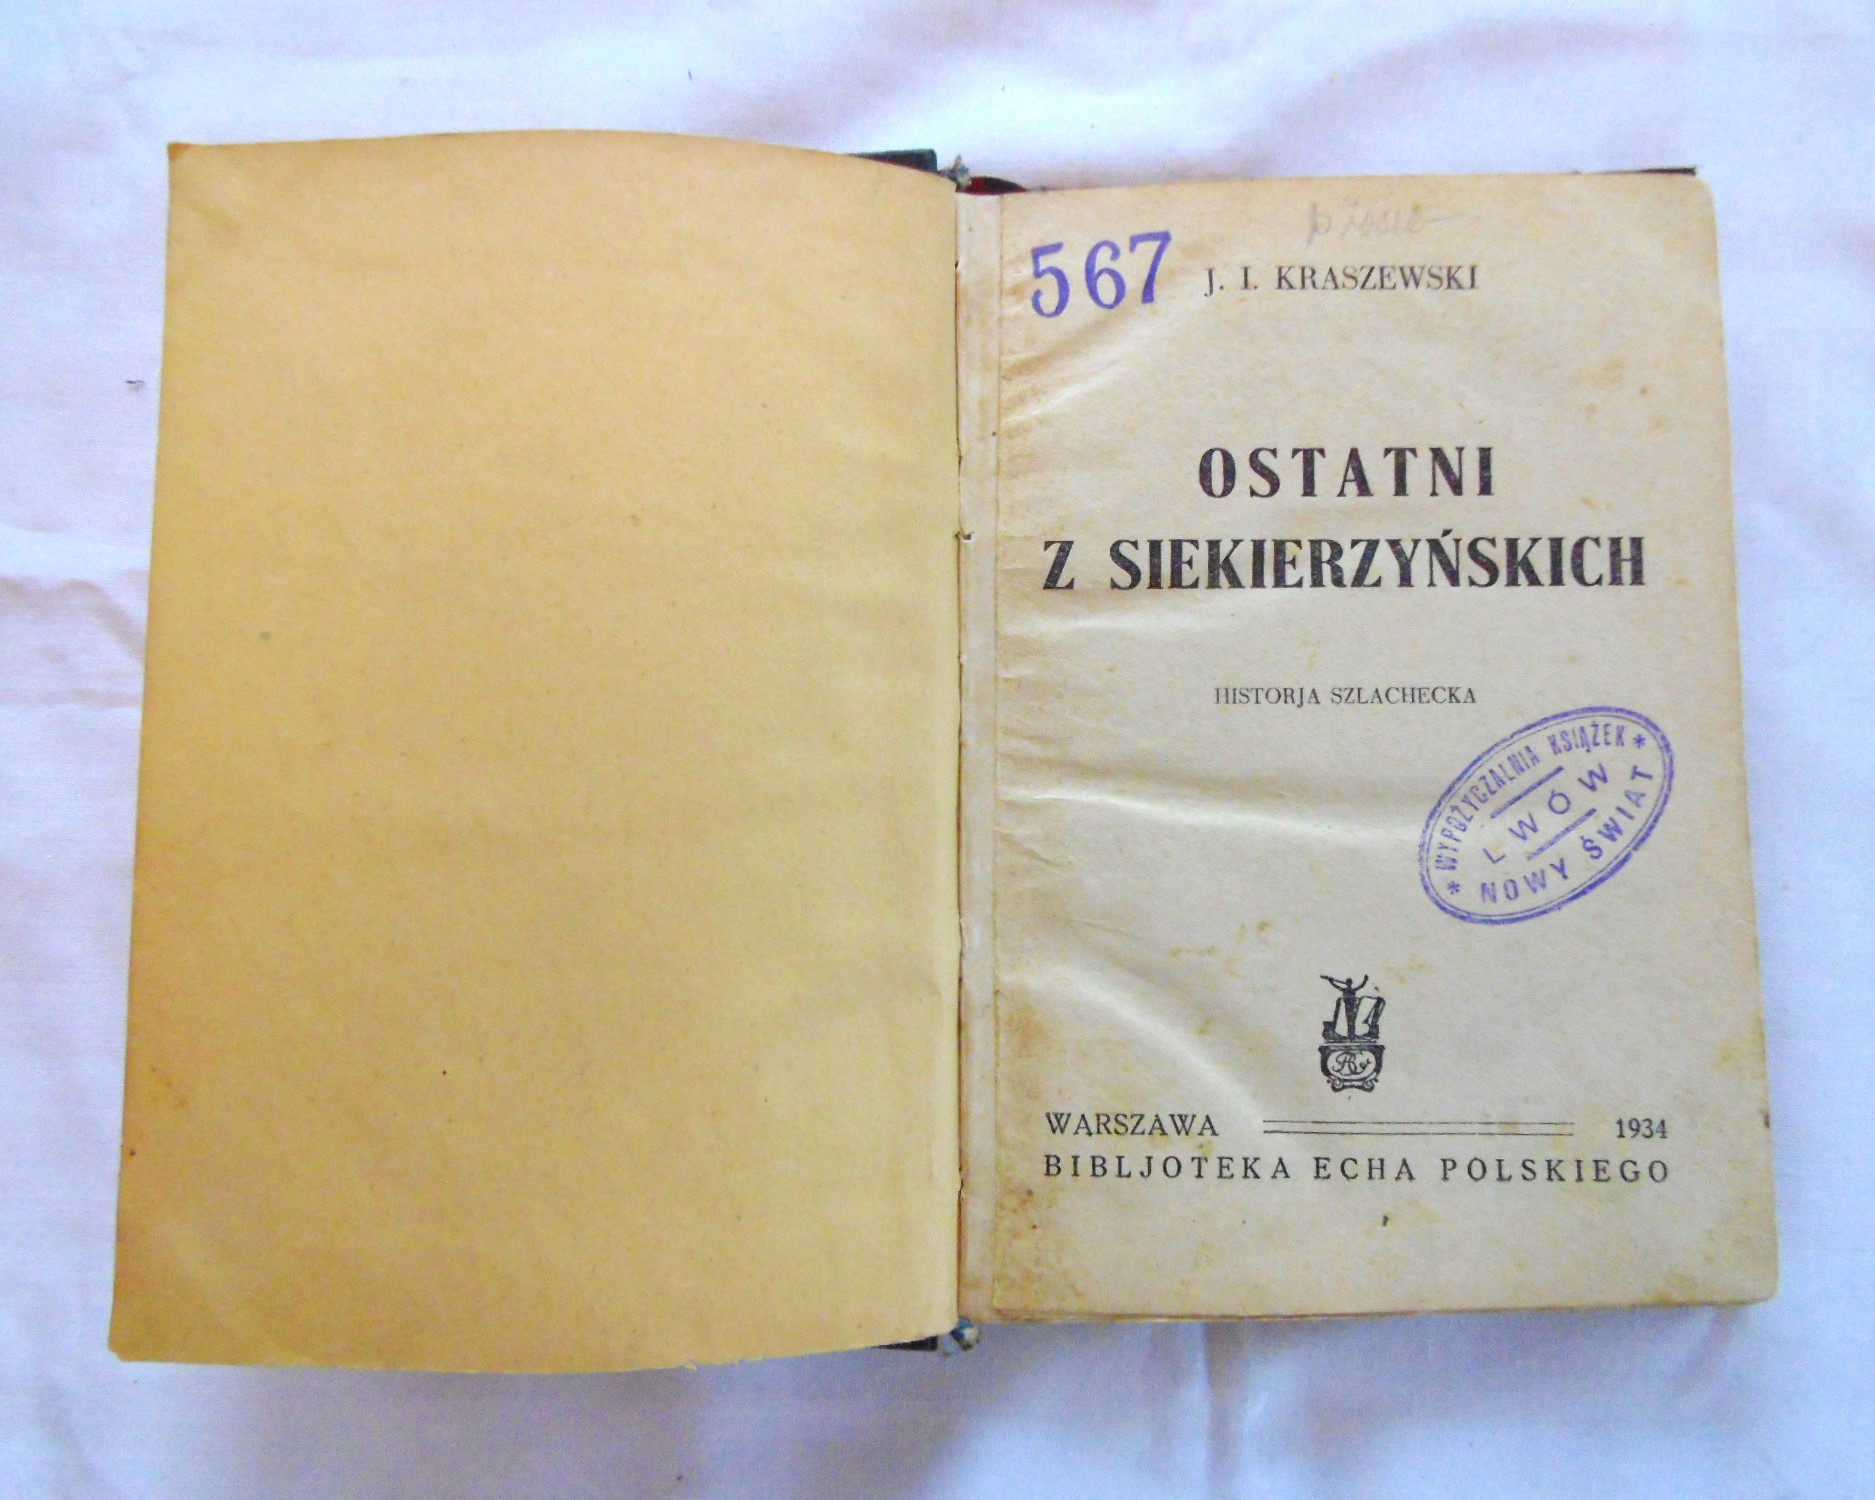 567
J. I. KRASZEWSKI
OSTATNI
Z SIEKIERZYŃSKICH
HISTORJA SZLACHECKA
* WYPOŻYCZALNIA KSIĄŻEK *
LWÓW
NOWY ŚWIAT
WARSZAWA 1934
BIBLJOTEKA ECHA POLSKIEGO